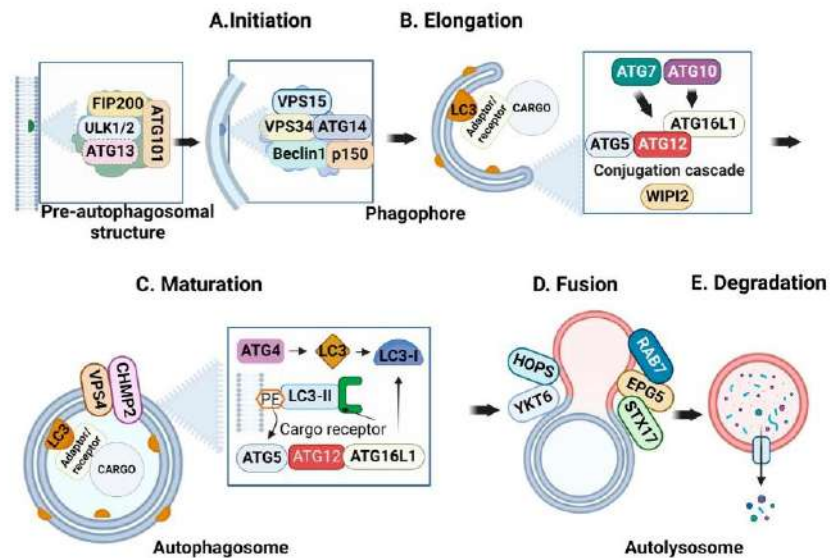 A.Initiation
B. Elongation
FIP200
ULK1/2
ATG13
ATG101
Pre-autophagosomal
structure
VPS15
VPS34 ATG14
Beclin1 p150
LC3
Adaptor/
receptor
CARGO
Phagophore
ATG7 ATG10
ATG16L1
ATG5 ATG12
Conjugation cascade
WIPI2
C. Maturation
D. Fusion
E. Degradation
VPS4
CHMP2
LC3
Adaptor/
receptor
CARGO
Autophagosome
ATG4 LC3 LC3-I
PE LC3-II
Cargo receptor
ATG5 ATG12 ATG16L1
HOPS
YKT6
RAB7
EPG5
STX17
Autolysosome